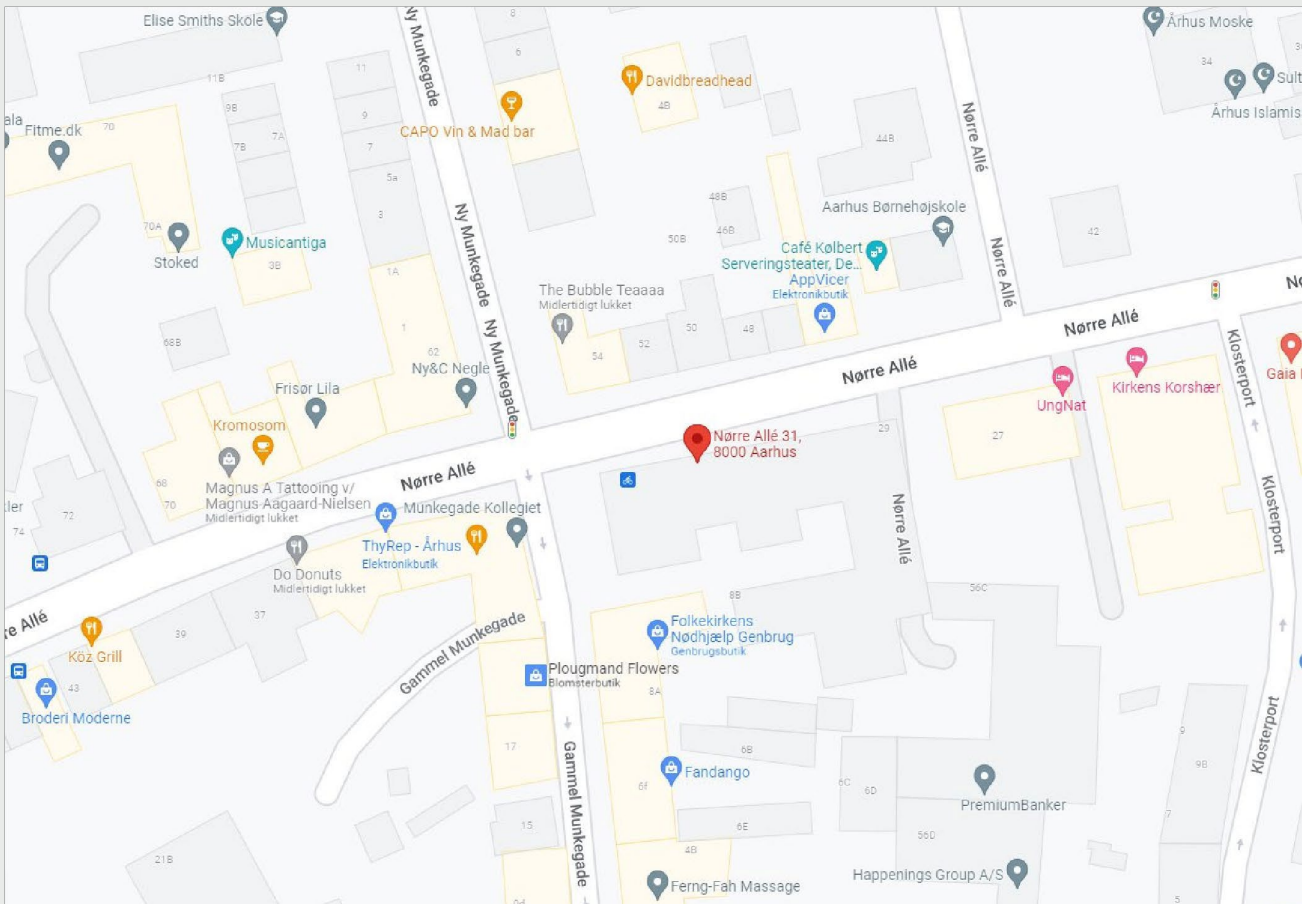 Elise Smiths Skole
Ny Munkegade
8
6
Århus Moske
34
Sult
Århus Islamis
11B
11
9
7
5a
3
9B
7A
7B
ala
Fitme.dk
70
CAPO Vin & Mad bar
Davidbreadhead
4B
44B
Nørre Allé
Aarhus Børnehøjskole
42
48B
46B
50B
70A
Stoked
Musicantiga
3B
1A
Ny Munkegade
Café Kølbert
Serveringsteater, De...
AppVicer
Elektronikbutik
Nørre Allé
The Bubble Teaaaa
Midlertidigt lukket
68B
1
62
Ny Munkegade
54
52
50
48
Nørre Allé
Klosterport
Ny&C Negle
Frisør Lila
Nørre Allé
UngNat
Kirkens Korshær
Gaia
Kromosom
Nørre Allé 31,
8000 Aarhus
29
27
Nørre Allé
68
70
Magnus A Tattooing v/
Magnus Aagaard-Nielsen
Midlertidigt lukket
72
74
Munkegade Kollegiet
ThyRep - Århus
Elektronikbutik
Nørre Allé
Klosterport
Do Donuts
Midlertidigt lukket
37
39
43
re Allé
Köz Grill
Broderi Moderne
Gammel Munkegade
8B
56C
Folkekirkens
Nødhjælp Genbrug
Genbrugsbutik
Plougmand Flowers
Blomsterbutik
8A
17
6B
Fandango
6f
6C
6D
6E
Gammel Munkegade
PremiumBanker
Klosterport
9
9B
7
15
21B
4B
56D
Ferng-Fah Massage
Happenings Group A/S
5